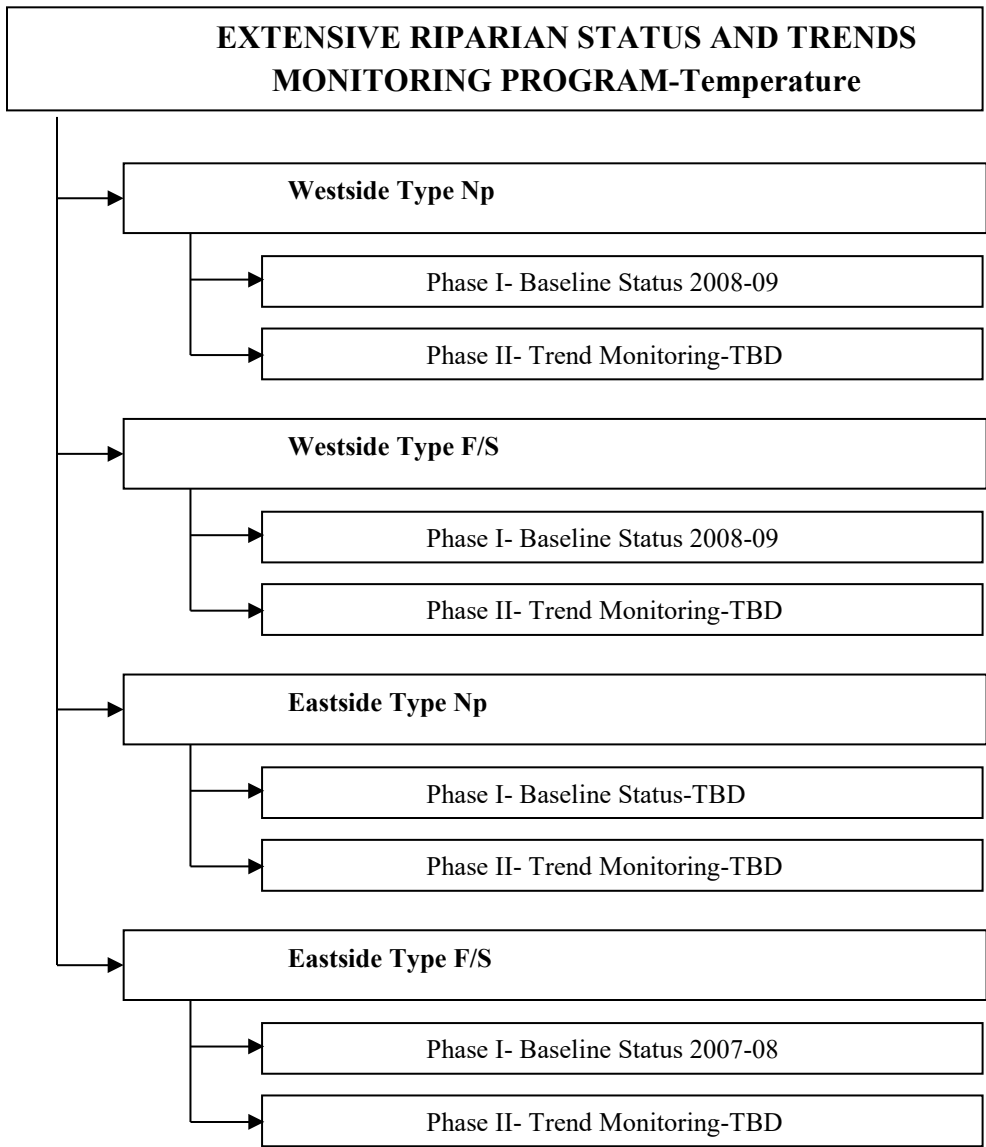 EXTENSIVE RIPARIAN STATUS AND TRENDS
MONITORING PROGRAM-Temperature
Westside Type Np
Phase I- Baseline Status 2008-09
Phase II- Trend Monitoring-TBD
Westside Type F/S
Phase I- Baseline Status 2008-09
Phase II- Trend Monitoring-TBD
Eastside Type Np
Phase I- Baseline Status-TBD
Phase II- Trend Monitoring-TBD
Eastside Type F/S
Phase I- Baseline Status 2007-08
Phase II- Trend Monitoring-TBD